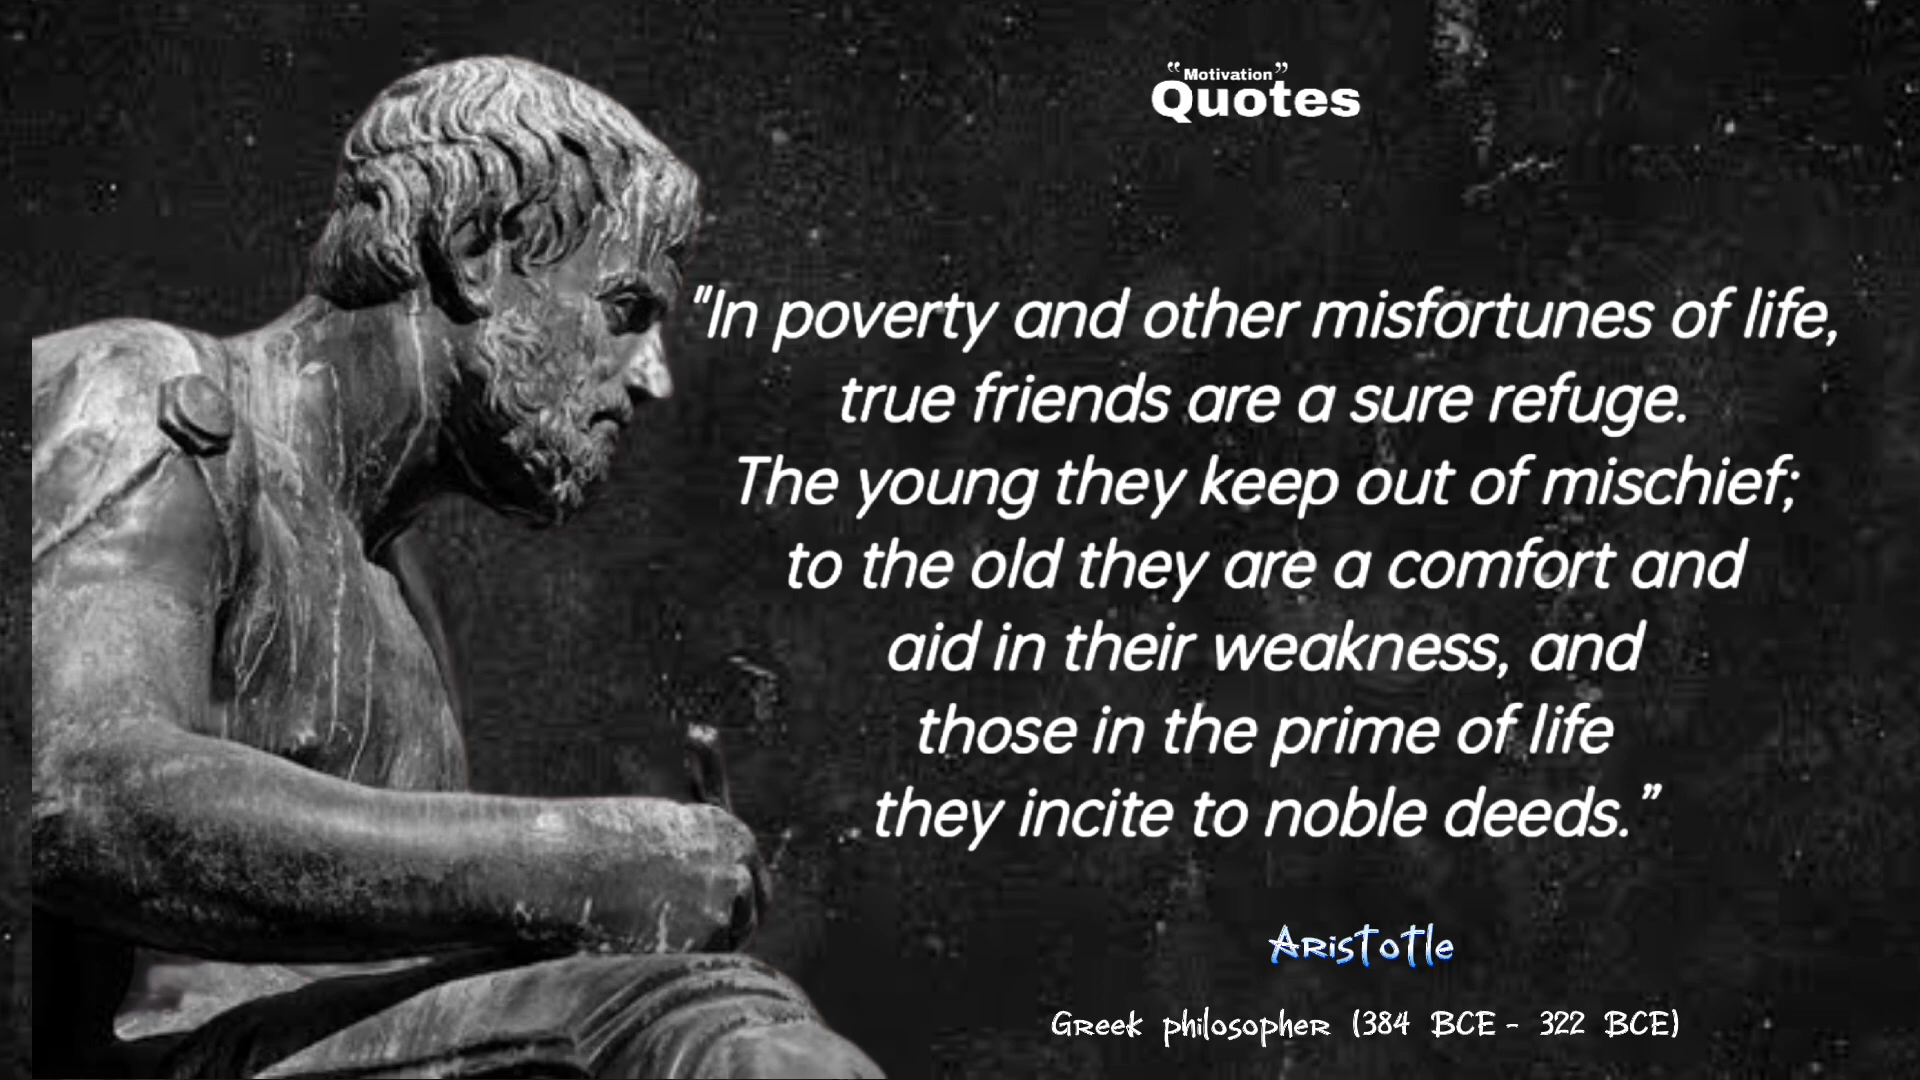 “Motivation”
Quotes
"In poverty and other misfortunes of life,
true friends are a sure refuge.
The young they keep out of mischief;
to the old they are a comfort and
aid in their weakness, and
those in the prime of life
they incite to noble deeds.”
Aristotle
Greek philosopher (384 BCE - 322 BCE)